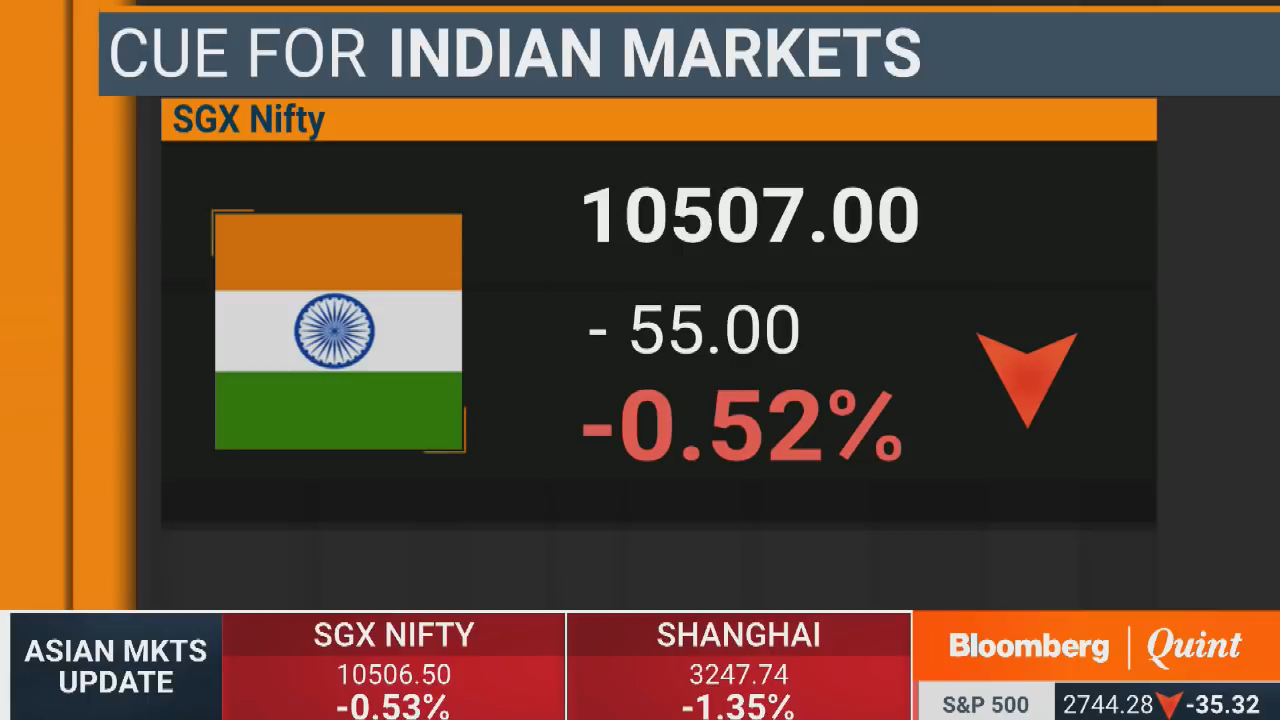 CUE FOR INDIAN MARKETS
SGX Nifty
10507.00
- 55.00
-0.52%
ASIAN MKTS
UPDATE
SGX NIFTY
10506.50
-0.53%
SHANGHAI
3247.74
-1.35%
Bloomberg | Quint
S&P 500 2744.28 -35.32